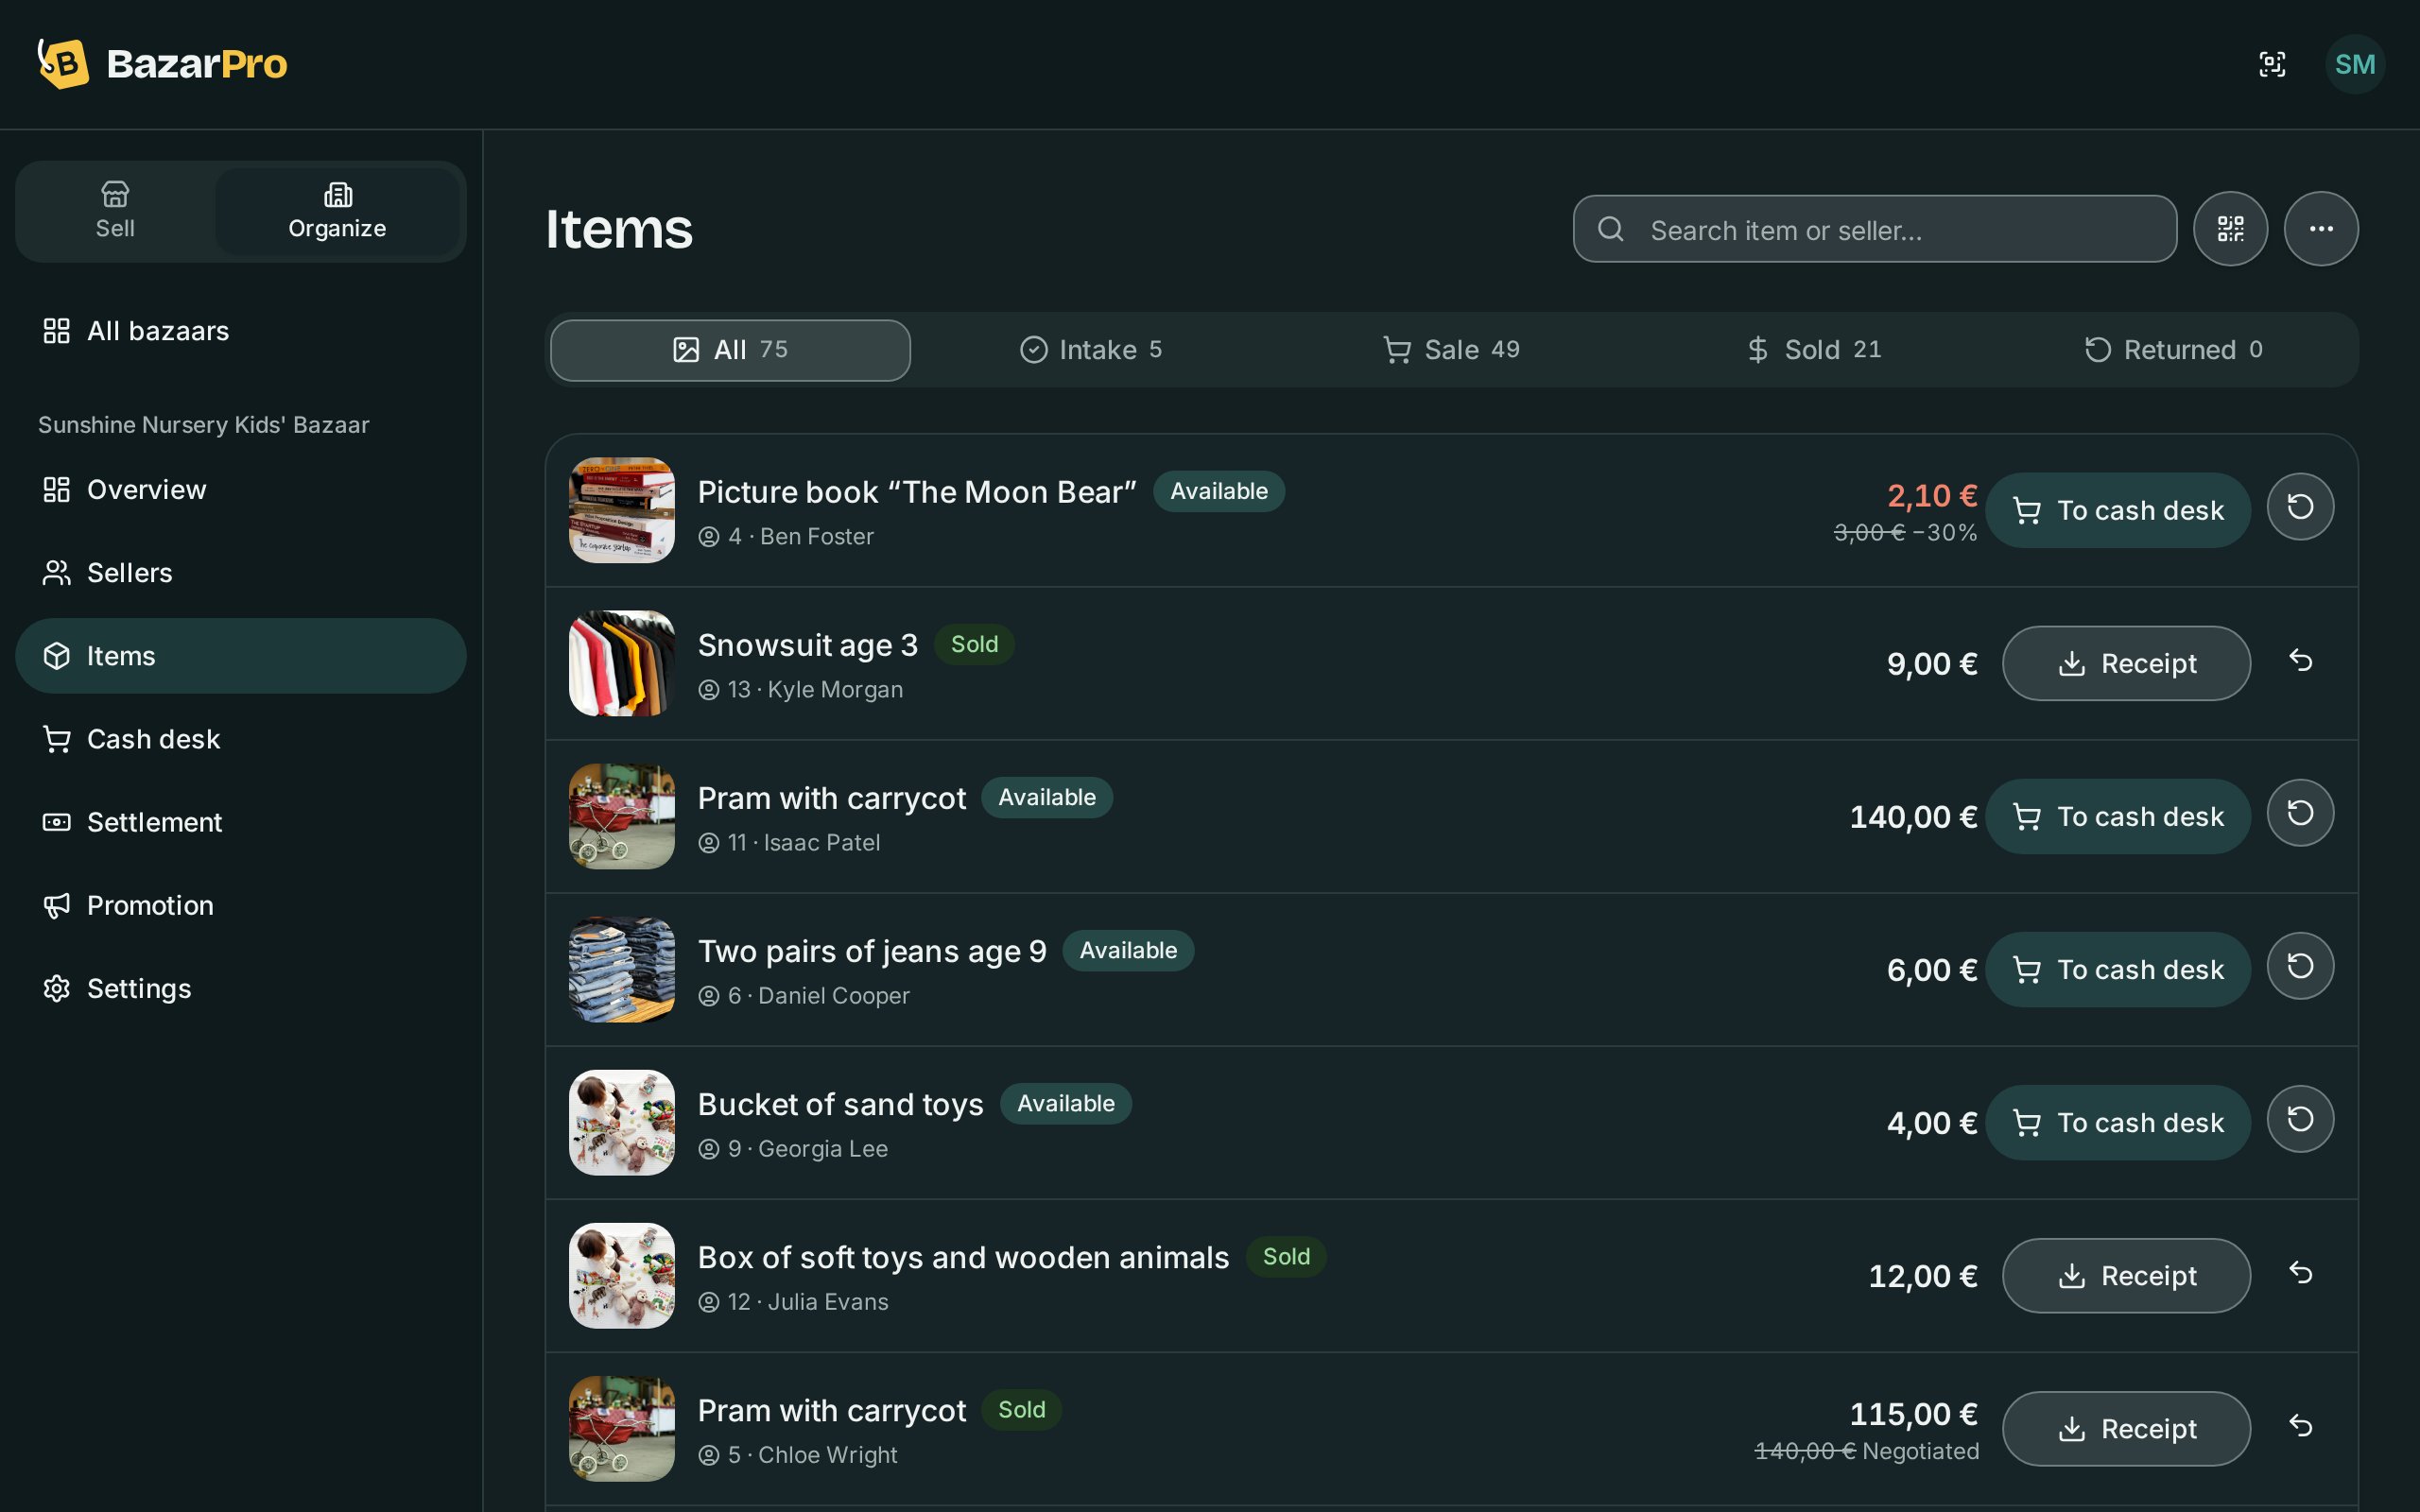 B BazarPro
SM
Sell
Organize
All bazaars
Sunshine Nursery Kids' Bazaar
Overview
Sellers
Items
Cash desk
Settlement
Promotion
Settings
Items
Search item or seller...
All 75
Intake 5
Sale 49
Sold 21
Returned 0
Picture book “The Moon Bear” Available
4 · Ben Foster
2,10 €
3,00 € −30%
To cash desk
Snowsuit age 3 Sold
13 · Kyle Morgan
9,00 €
Receipt
Pram with carrycot Available
11 · Isaac Patel
140,00 €
To cash desk
Two pairs of jeans age 9 Available
6 · Daniel Cooper
6,00 €
To cash desk
Bucket of sand toys Available
9 · Georgia Lee
4,00 €
To cash desk
Box of soft toys and wooden animals Sold
12 · Julia Evans
12,00 €
Receipt
Pram with carrycot Sold
5 · Chloe Wright
115,00 €
140,00 € Negotiated
Receipt